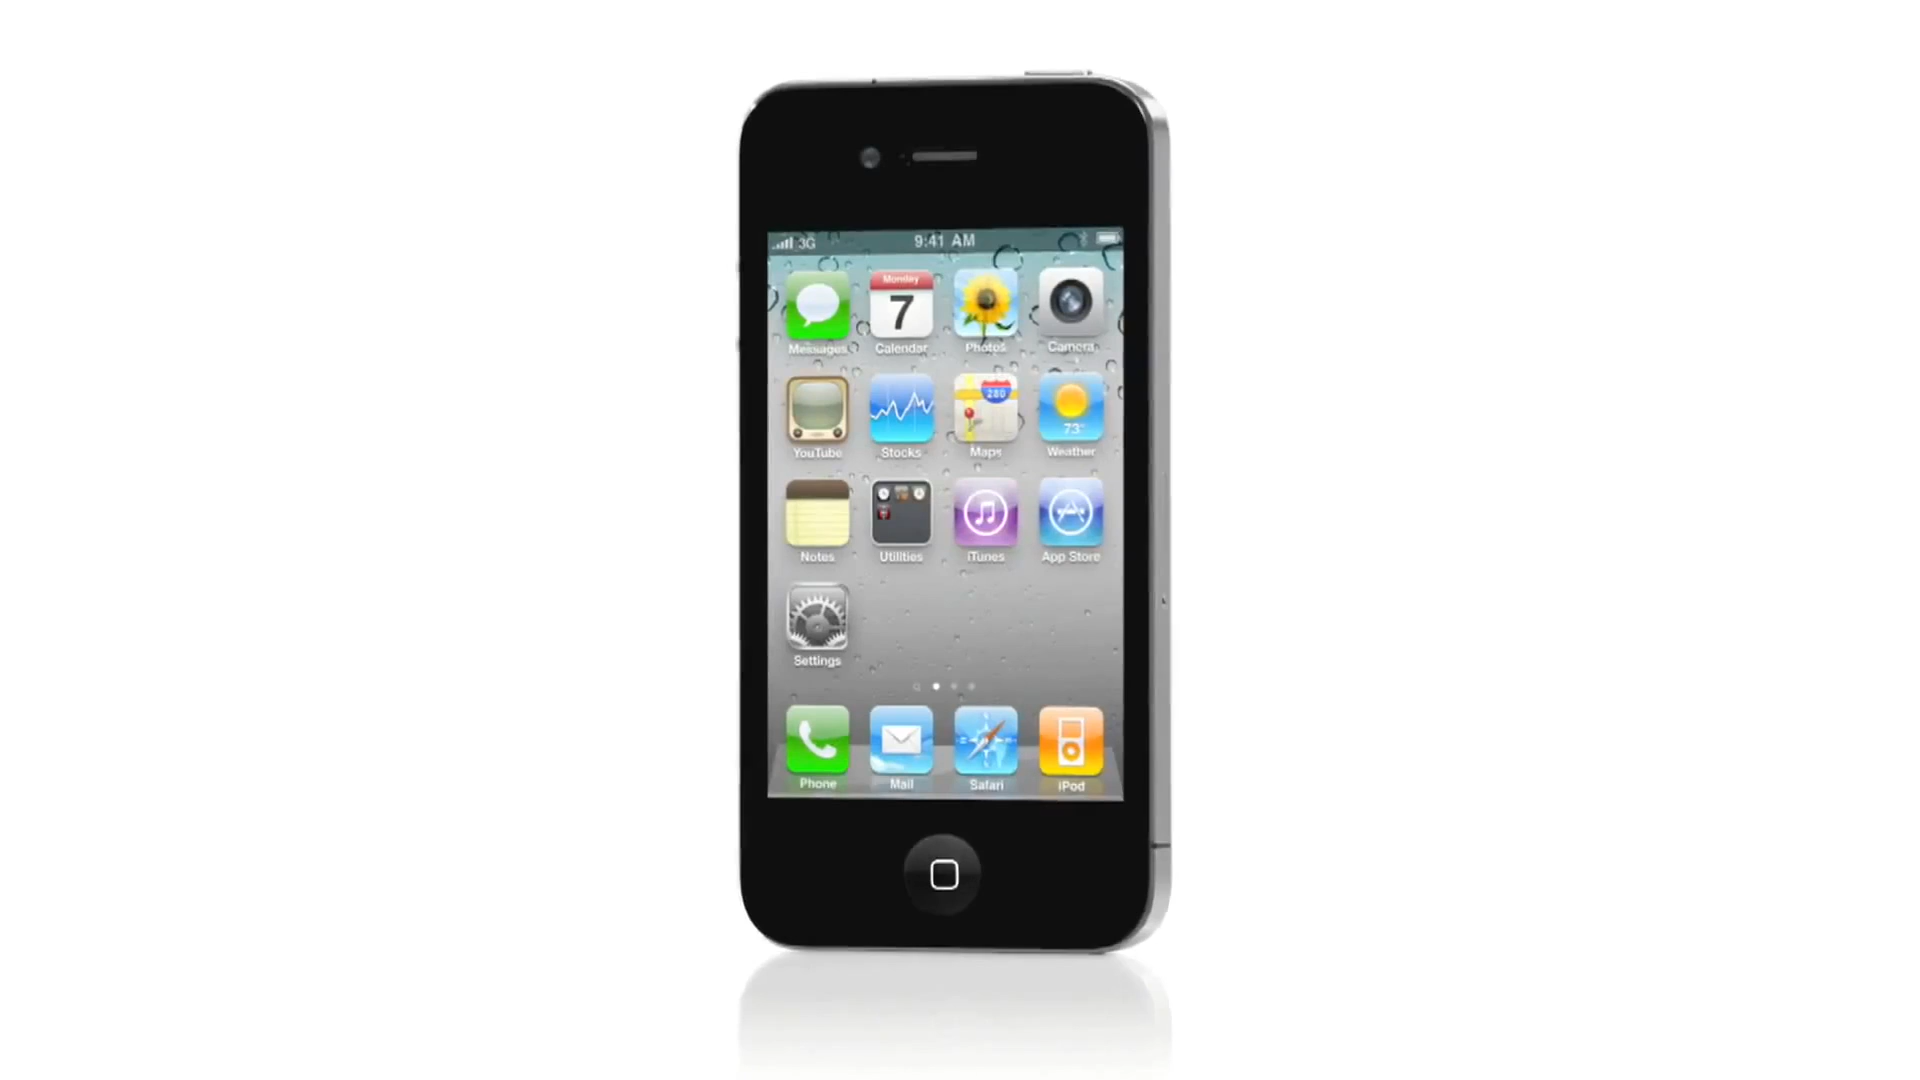 3G 9:41 AM
Monday
7
Messages Calendar Photos Camera
280
73°
YouTube Stocks Maps Weather
Notes Utilities iTunes App Store
Settings
Phone Mail Safari iPod